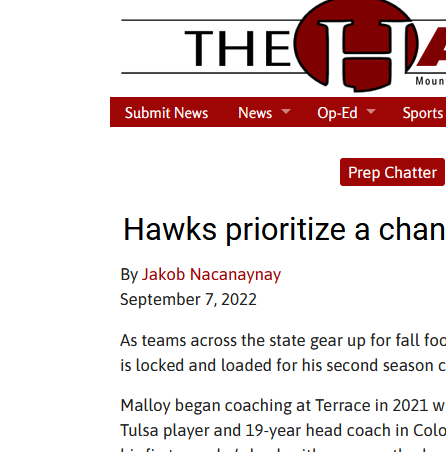 THE HA
Moun
Submit News News Op-Ed Sports
Prep Chatter
Hawks prioritize a chan
By Jakob Nacanaynay
September 7, 2022
As teams across the state gear up for fall foo
is locked and loaded for his second season c
Malloy began coaching at Terrace in 2021 w
Tulsa player and 19-year head coach in Colo